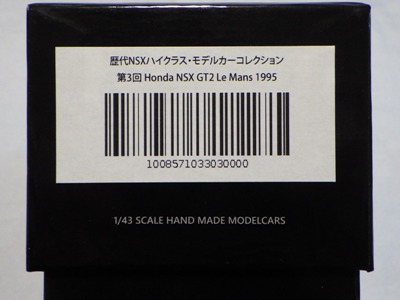 歴代NSXハイクラス・モデルカーコレクション
第3回 Honda NSX GT2 Le Mans 1995
1008571033030000
1/43 SCALE HAND MADE MODELCARS